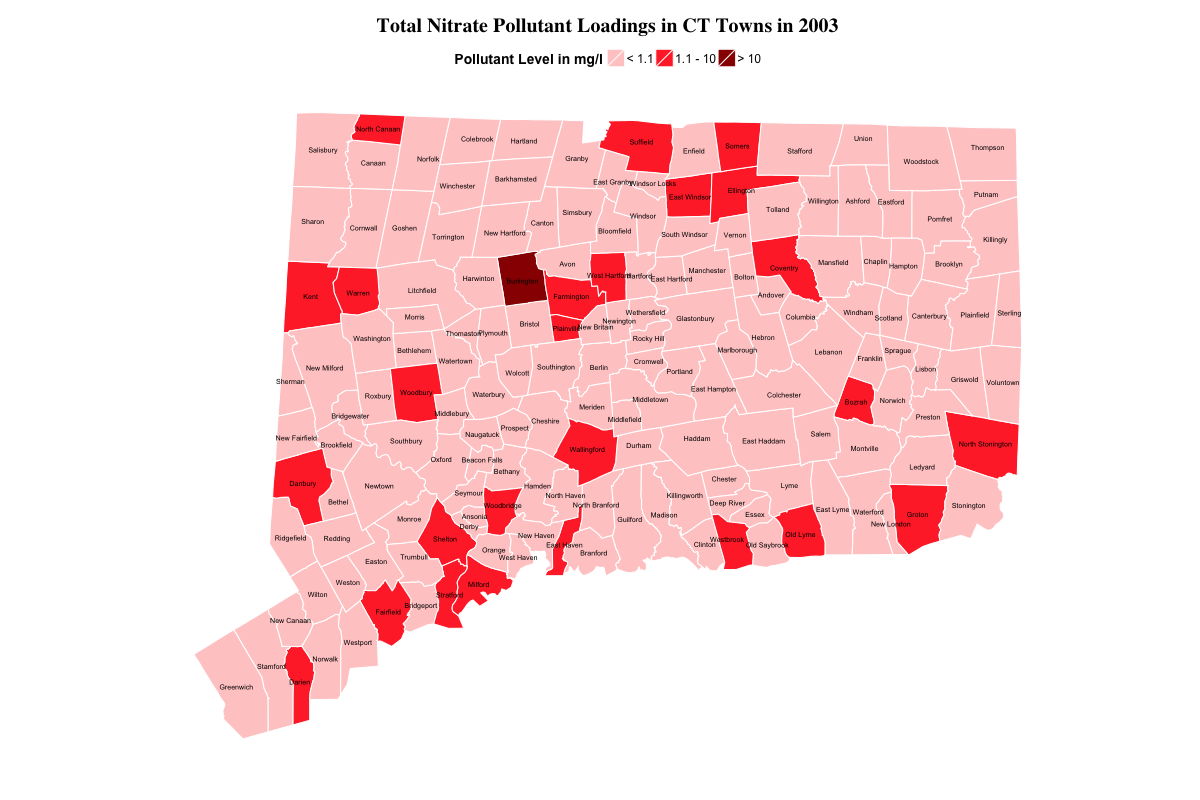 Total Nitrate Pollutant Loadings in CT Towns in 2003
Pollutant Level in mg/l < 1.1 1.1 - 10 > 10
North Canaan
Colebrook
Hartland
Union
Suffield
Somers
Thompson
Salisbury
Enfield
Stafford
Canaan
Norfolk
Granby
Woodstock
Winchester
Barkhamsted
East Granby
Windsor Locks
East Windsor
Ellington
Putnam
Sharon
Cornwall
Goshen
Torrington
New Hartford
Canton
Simsbury
Bloomfield
Windsor
South Windsor
Vernon
Tolland
Willington
Ashford
Eastford
Pomfret
Killingly
Kent
Warren
Litchfield
Harwinton
Burlington
Avon
Farmington
West Hartford
Hartford
East Hartford
Manchester
Bolton
Coventry
Mansfield
Chaplin
Hampton
Brooklyn
Andover
Morris
Washington
Bethlehem
Thomaston
Plymouth
Bristol
Plainville
New Britain
Newington
Wethersfield
Rocky Hill
Glastonbury
Columbia
Windham
Scotland
Canterbury
Plainfield
Sterling
Hebron
Marlborough
Lebanon
Franklin
Sprague
Lisbon
Griswold
Voluntown
Sherman
New Milford
Roxbury
Woodbury
Watertown
Waterbury
Wolcott
Southington
Berlin
Cromwell
Portland
East Hampton
Colchester
Bozrah
Norwich
Preston
Bridgewater
Middlebury
Naugatuck
Prospect
Cheshire
Meriden
Middletown
Middlefield
New Fairfield
Brookfield
Southbury
Oxford
Beacon Falls
Bethany
Wallingford
Durham
Haddam
East Haddam
Salem
Montville
Ledyard
North Stonington
Danbury
Bethel
Newtown
Seymour
Woodbridge
Hamden
North Haven
North Branford
Killingworth
Chester
Deep River
Lyme
Essex
East Lyme
Waterford
New London
Groton
Stonington
Monroe
Ansonia
Derby
Guilford
Madison
Ridgefield
Redding
Easton
Trumbull
Shelton
Orange
New Haven
West Haven
East Haven
Branford
Clinton
Westbrook
Old Saybrook
Old Lyme
Wilton
Weston
Fairfield
Bridgeport
Stratford
Milford
New Canaan
Westport
Greenwich
Stamford
Darien
Norwalk